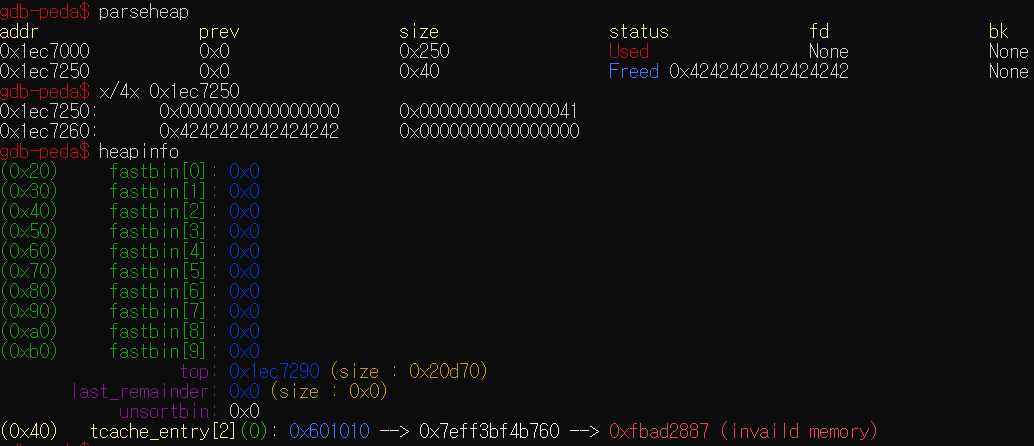 gdb-peda$ parseheap
addr prev size status fd bk
0x1ec7000 0x0 0x250 Used None None
0x1ec7250 0x0 0x40 Freed 0x4242424242424242 None
gdb-peda$ x/4x 0x1ec7250
0x1ec7250: 0x0000000000000000 0x0000000000000041
0x1ec7260: 0x4242424242424242 0x0000000000000000
gdb-peda$ heapinfo
(0x20) fastbin[0]: 0x0
(0x30) fastbin[1]: 0x0
(0x40) fastbin[2]: 0x0
(0x50) fastbin[3]: 0x0
(0x60) fastbin[4]: 0x0
(0x70) fastbin[5]: 0x0
(0x80) fastbin[6]: 0x0
(0x90) fastbin[7]: 0x0
(0xa0) fastbin[8]: 0x0
(0xb0) fastbin[9]: 0x0
top: 0x1ec7290 (size : 0x20d70)
last_remainder: 0x0 (size : 0x0)
unsortbin: 0x0
(0x40) tcache_entry[2](0): 0x601010 --> 0x7eff3bf4b760 --> 0xfbad2887 (invaild memory)